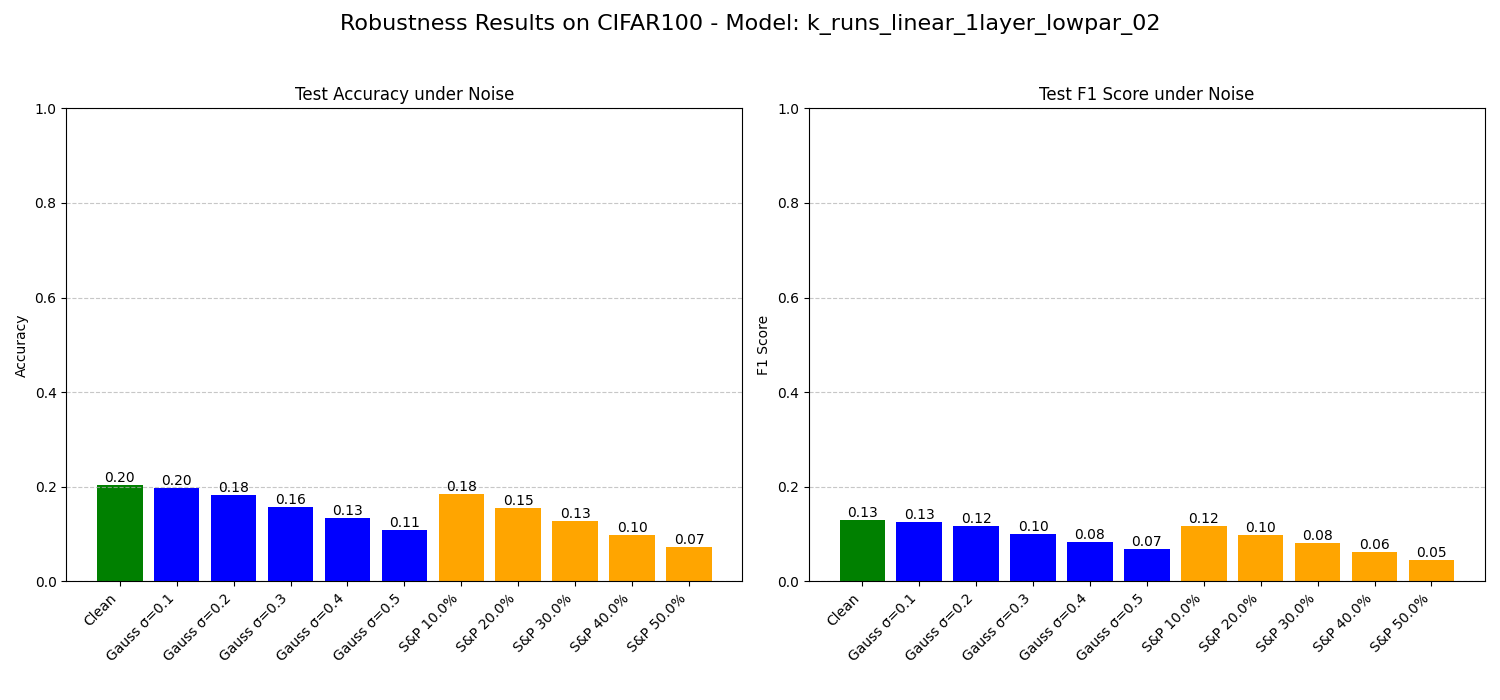 Robustness Results on CIFAR100 - Model: k_runs_linear_1layer_lowpar_02
Test Accuracy under Noise
Accuracy
1.0
0.8
0.6
0.4
0.2
0.0
0.20
0.20
0.18
0.16
0.13
0.11
0.18
0.15
0.13
0.10
0.07
Clean
Gauss σ=0.1
Gauss σ=0.2
Gauss σ=0.3
Gauss σ=0.4
Gauss σ=0.5
S&P 10.0%
S&P 20.0%
S&P 30.0%
S&P 40.0%
S&P 50.0%
Test F1 Score under Noise
F1 Score
1.0
0.8
0.6
0.4
0.2
0.0
0.13
0.13
0.12
0.10
0.08
0.07
0.12
0.10
0.08
0.06
0.05
Clean
Gauss σ=0.1
Gauss σ=0.2
Gauss σ=0.3
Gauss σ=0.4
Gauss σ=0.5
S&P 10.0%
S&P 20.0%
S&P 30.0%
S&P 40.0%
S&P 50.0%